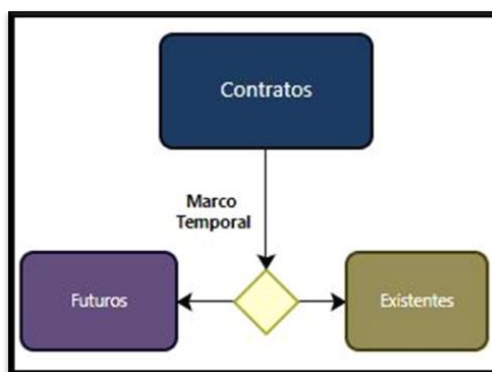 Contratos
Marco
Temporal
Futuros
Existentes